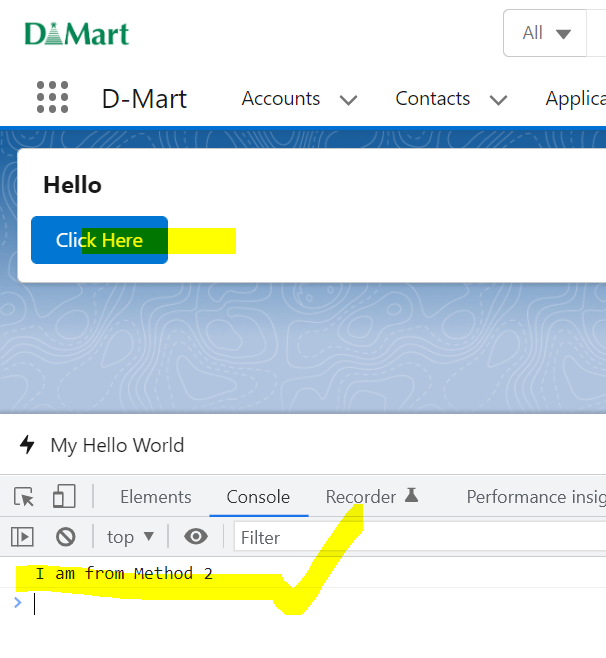 D Mart
All
D-Mart Accounts Contacts Applica
Hello
Click Here
My Hello World
Elements Console Recorder Performance insig
top Filter
I am from Method 2